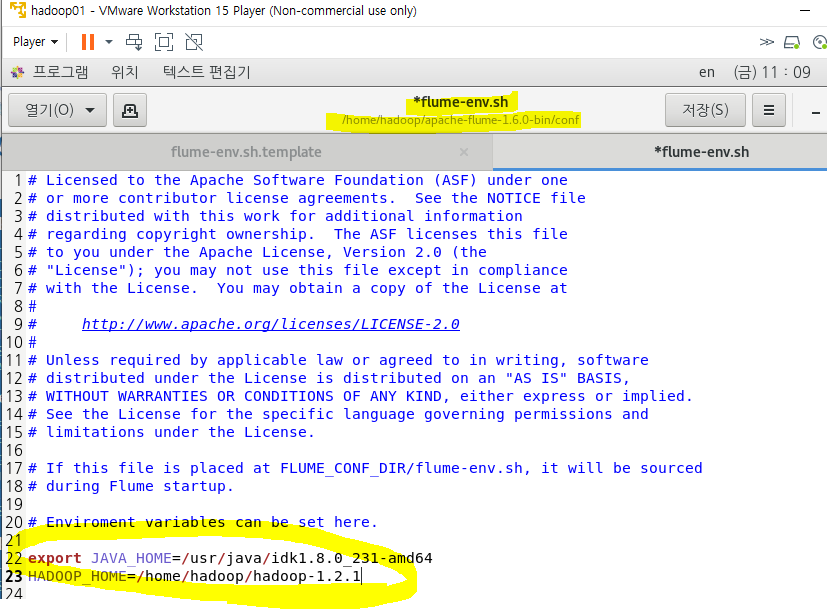 hadoop01 - VMware Workstation 15 Player (Non-commercial use only)
Player
프로그램 위치 텍스트 편집기 en (금) 11 : 09
열기(O) *flume-env.sh 저장(S)
/home/hadoop/apache-flume-1.6.0-bin/conf
flume-env.sh.template × *flume-env.sh
1 # Licensed to the Apache Software Foundation (ASF) under one
2 # or more contributor license agreements.  See the NOTICE file
3 # distributed with this work for additional information
4 # regarding copyright ownership.  The ASF licenses this file
5 # to you under the Apache License, Version 2.0 (the
6 # "License"); you may not use this file except in compliance
7 # with the License.  You may obtain a copy of the License at
8 #
9 #     http://www.apache.org/licenses/LICENSE-2.0
10 #
11 # Unless required by applicable law or agreed to in writing, software
12 # distributed under the License is distributed on an "AS IS" BASIS,
13 # WITHOUT WARRANTIES OR CONDITIONS OF ANY KIND, either express or implied.
14 # See the License for the specific language governing permissions and
15 # limitations under the License.
16
17 # If this file is placed at FLUME_CONF_DIR/flume-env.sh, it will be sourced
18 # during Flume startup.
19
20 # Enviroment variables can be set here.
21
22 export JAVA_HOME=/usr/java/jdk1.8.0_231-amd64
23 HADOOP_HOME=/home/hadoop/hadoop-1.2.1
24